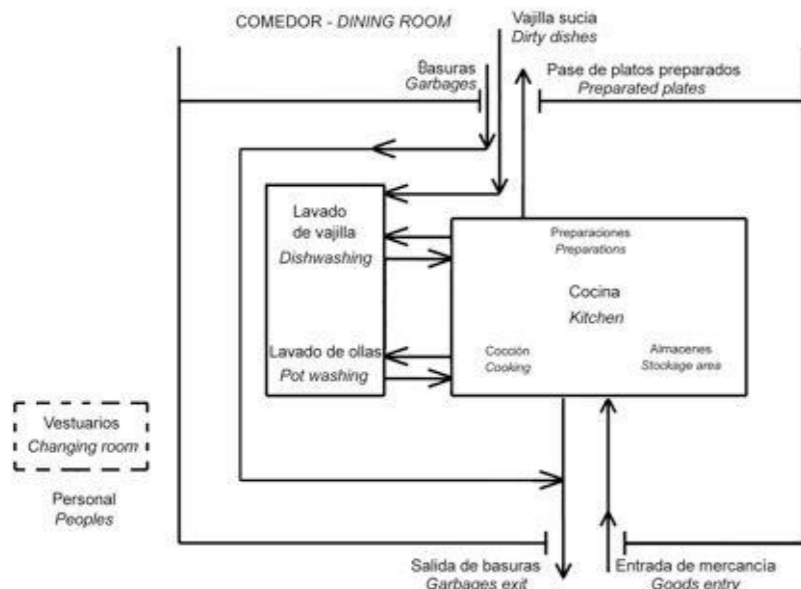 COMEDOR - DINING ROOM
Vajilla sucia
Dirty dishes
Basuras
Garbages
Pase de platos preparados
Preparated plates
Lavado
de vajilla
Dishwashing
Preparaciones
Preparations
Cocina
Kitchen
Lavado de ollas
Pot washing
Cocción
Cooking
Almacenes
Stockage area
Vestuarios
Changing room
Personal
Peoples
Salida de basuras
Garbages exit
Entrada de mercancia
Goods entry